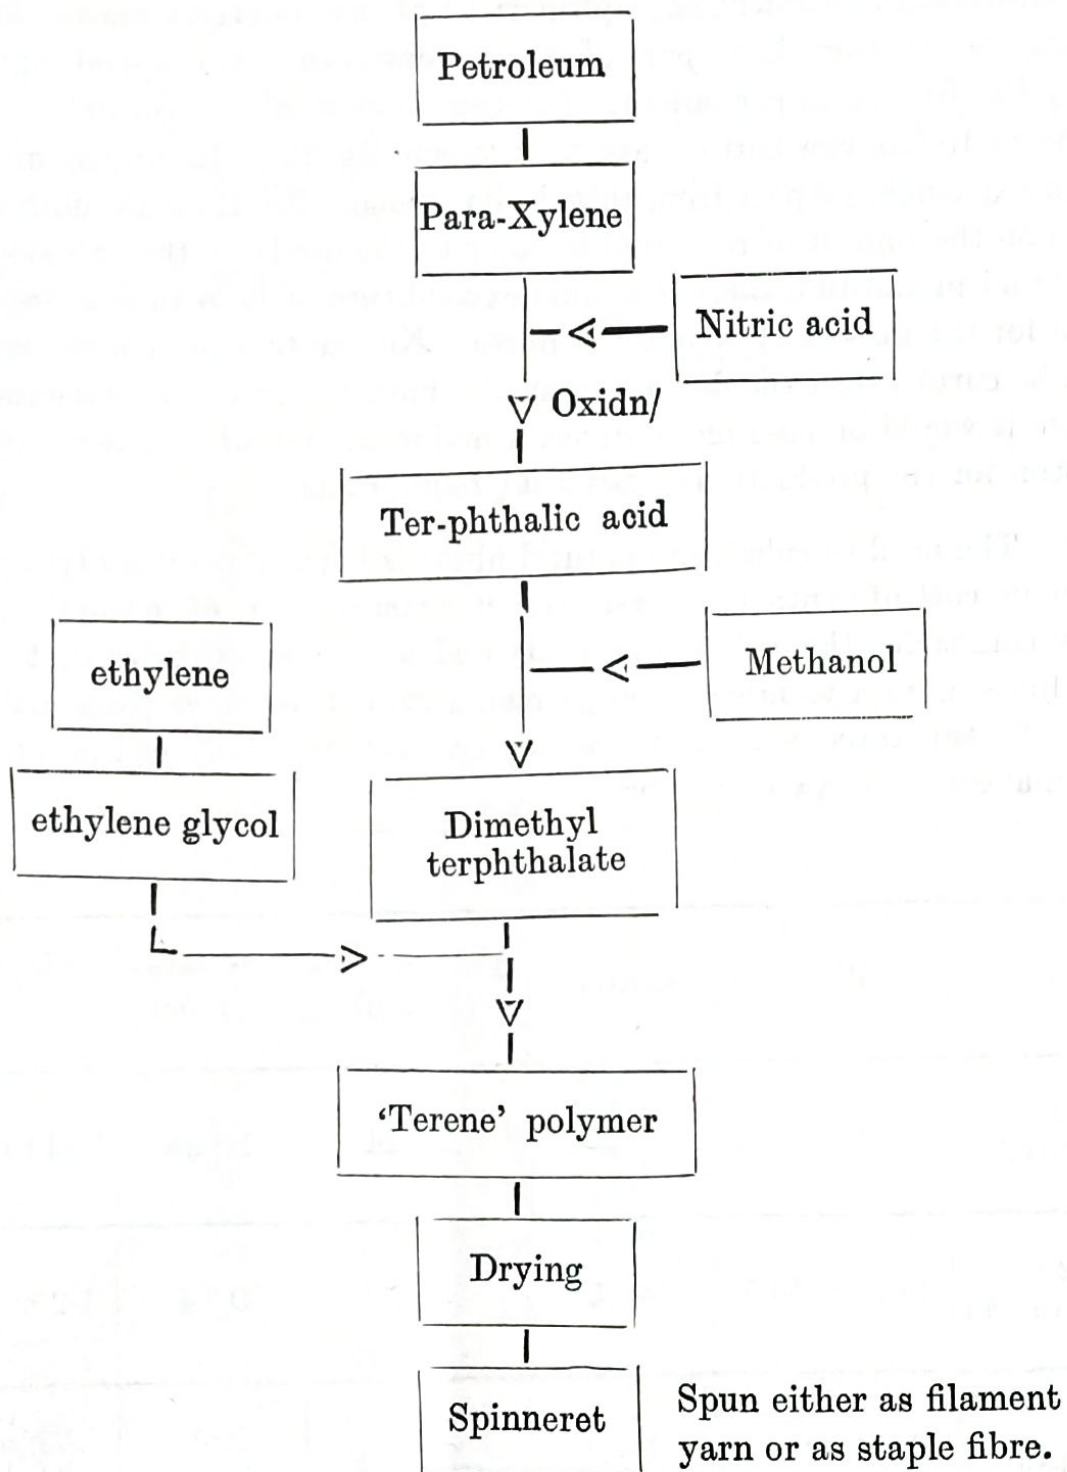 Petroleum
Para-Xylene
Nitric acid
Oxidn/
Ter-phthalic acid
Methanol
ethylene
ethylene glycol
Dimethyl
terphthalate
‘Terene’ polymer
Drying
Spinneret
Spun either as filament
yarn or as staple fibre.